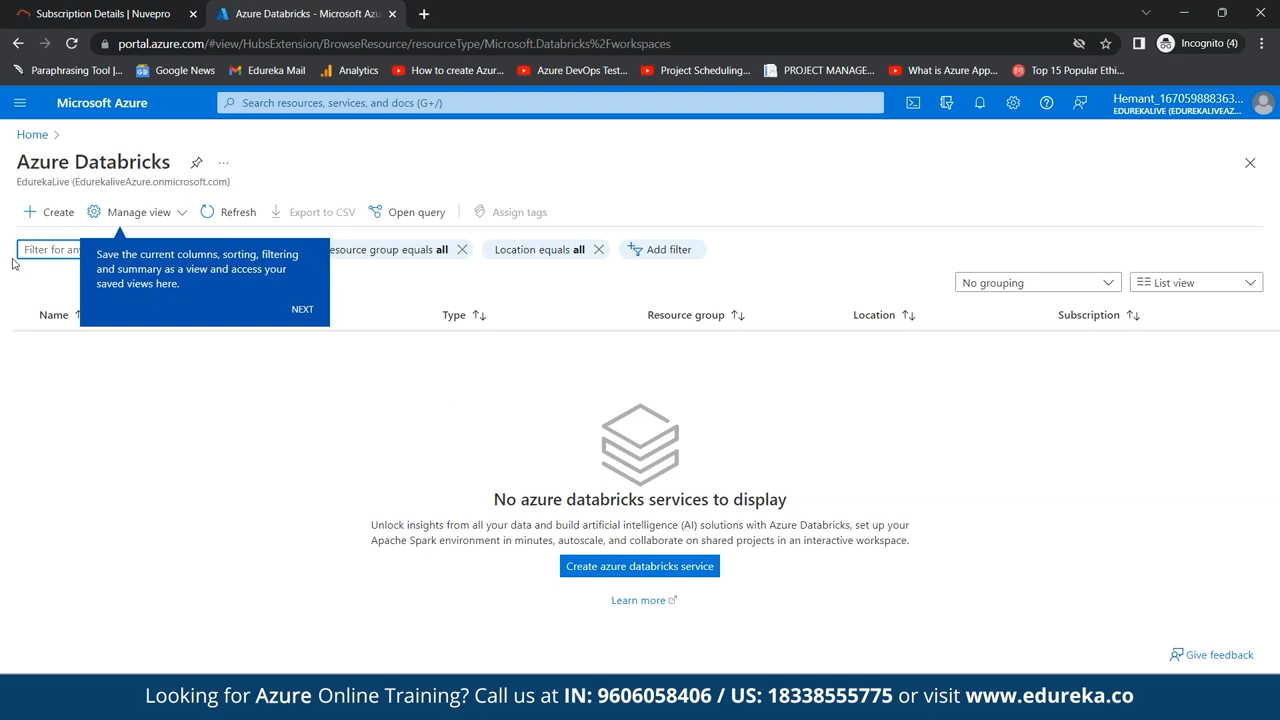 Subscription Details | Nuvepro
Azure Databricks - Microsoft Azu
portal.azure.com/#view/HubsExtension/BrowseResource/resourceType/Microsoft.Databricks%2Fworkspaces
Incognito (4)
Paraphrasing Tool |...
Google News
Edureka Mail
Analytics
How to create Azur...
Azure DevOps Test...
Project Scheduling...
PROJECT MANAGE...
What is Azure App...
Top 15 Popular Ethi...
Microsoft Azure
Search resources, services, and docs (G+/)
Hemant_167059888363...
EDUREKALIVE (EDUREKALIVEAZ...
Home
Azure Databricks
...
EdurekaLive (EdurekaliveAzure.onmicrosoft.com)
Create
Manage view
Refresh
Export to CSV
Open query
Assign tags
Filter for any
esource group equals all
Location equals all
Add filter
Save the current columns, sorting, filtering
and summary as a view and access your
saved views here.
NEXT
No grouping
List view
Name
Type
Resource group
Location
Subscription
No azure databricks services to display
Unlock insights from all your data and build artificial intelligence (AI) solutions with Azure Databricks, set up your
Apache Spark environment in minutes, autoscale, and collaborate on shared projects in an interactive workspace.
Create azure databricks service
Learn more
Give feedback
Looking for Azure Online Training? Call us at IN: 9606058406 / US: 18338555775 or visit www.edureka.co